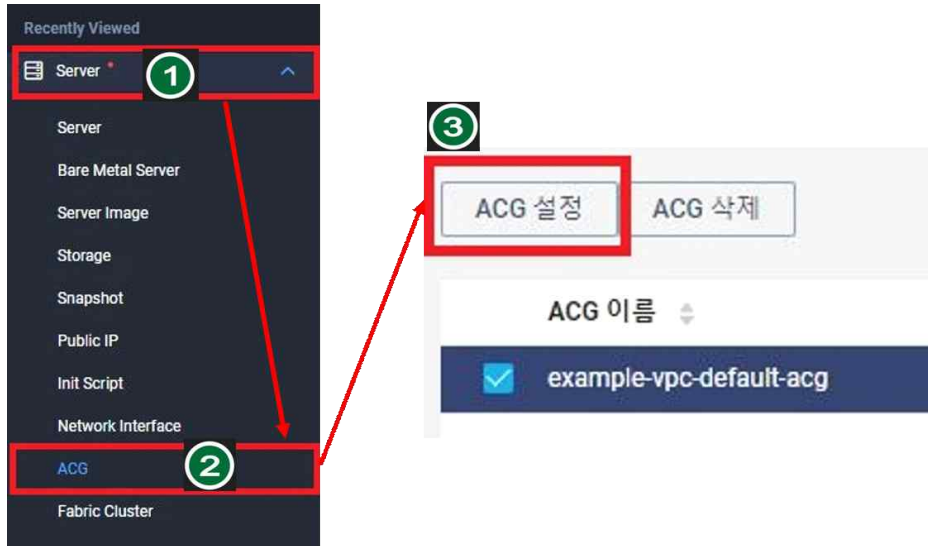 Recently Viewed
Server
1
Server
Bare Metal Server
Server Image
Storage
Snapshot
Public IP
Init Script
Network Interface
ACG
2
Fabric Cluster
3
ACG 설정
ACG 삭제
ACG 이름
example-vpc-default-acg